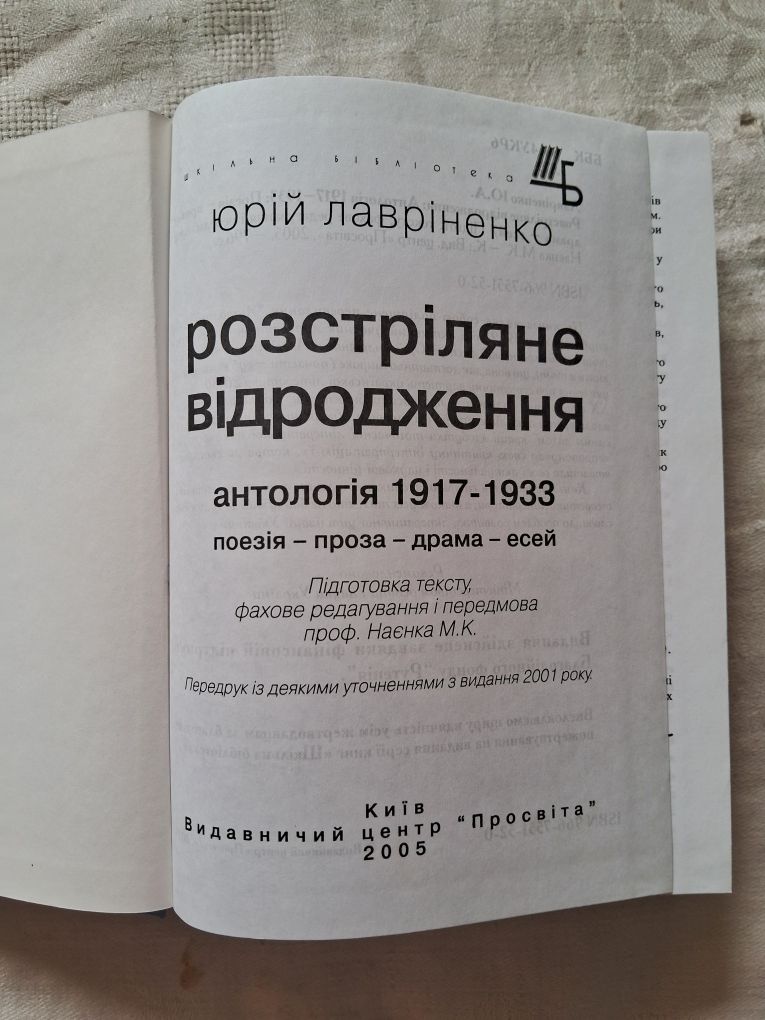 шкільна бібліотека
ШБ
юрій лавріненко
розстріляне
відродження
антологія 1917-1933
поезія – проза – драма – есей
Підготовка тексту,
фахове редагування і передмова
проф. Наєнка М.К.
Передрук із деякими уточненнями з видання 2001 року.
Київ
Видавничий центр “Просвіта”
2005